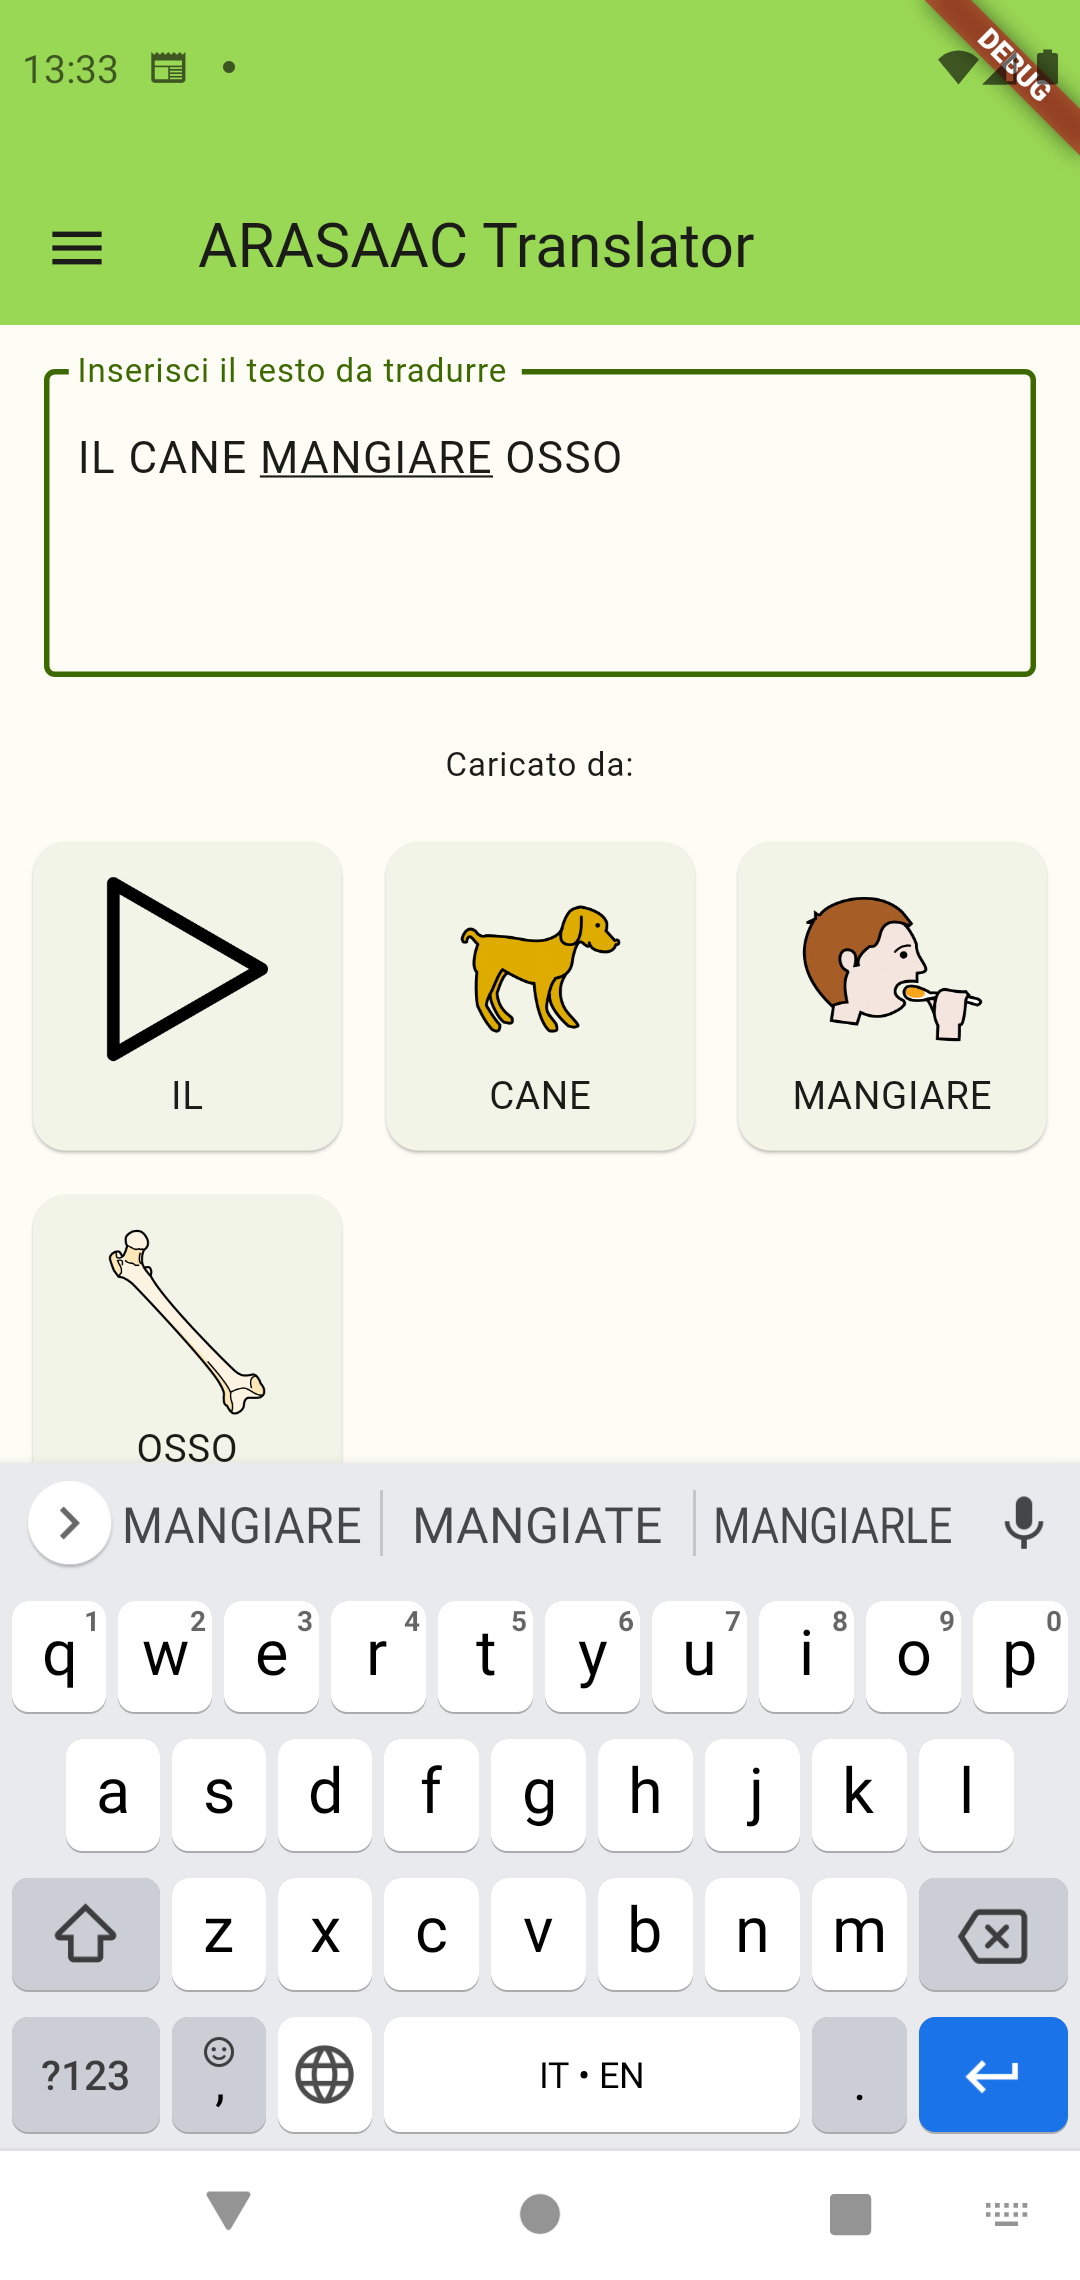 13:33
DEBUG
ARASAAC Translator
Inserisci il testo da tradurre
IL CANE MANGIARE OSSO
Caricato da:
IL CANE MANGIARE
OSSO
MANGIARE MANGIATE MANGIARLE
1 2 3 4 5 6 7 8 9 0
q w e r t y u i o p
a s d f g h j k l
z x c v b n m
?123 , IT • EN .